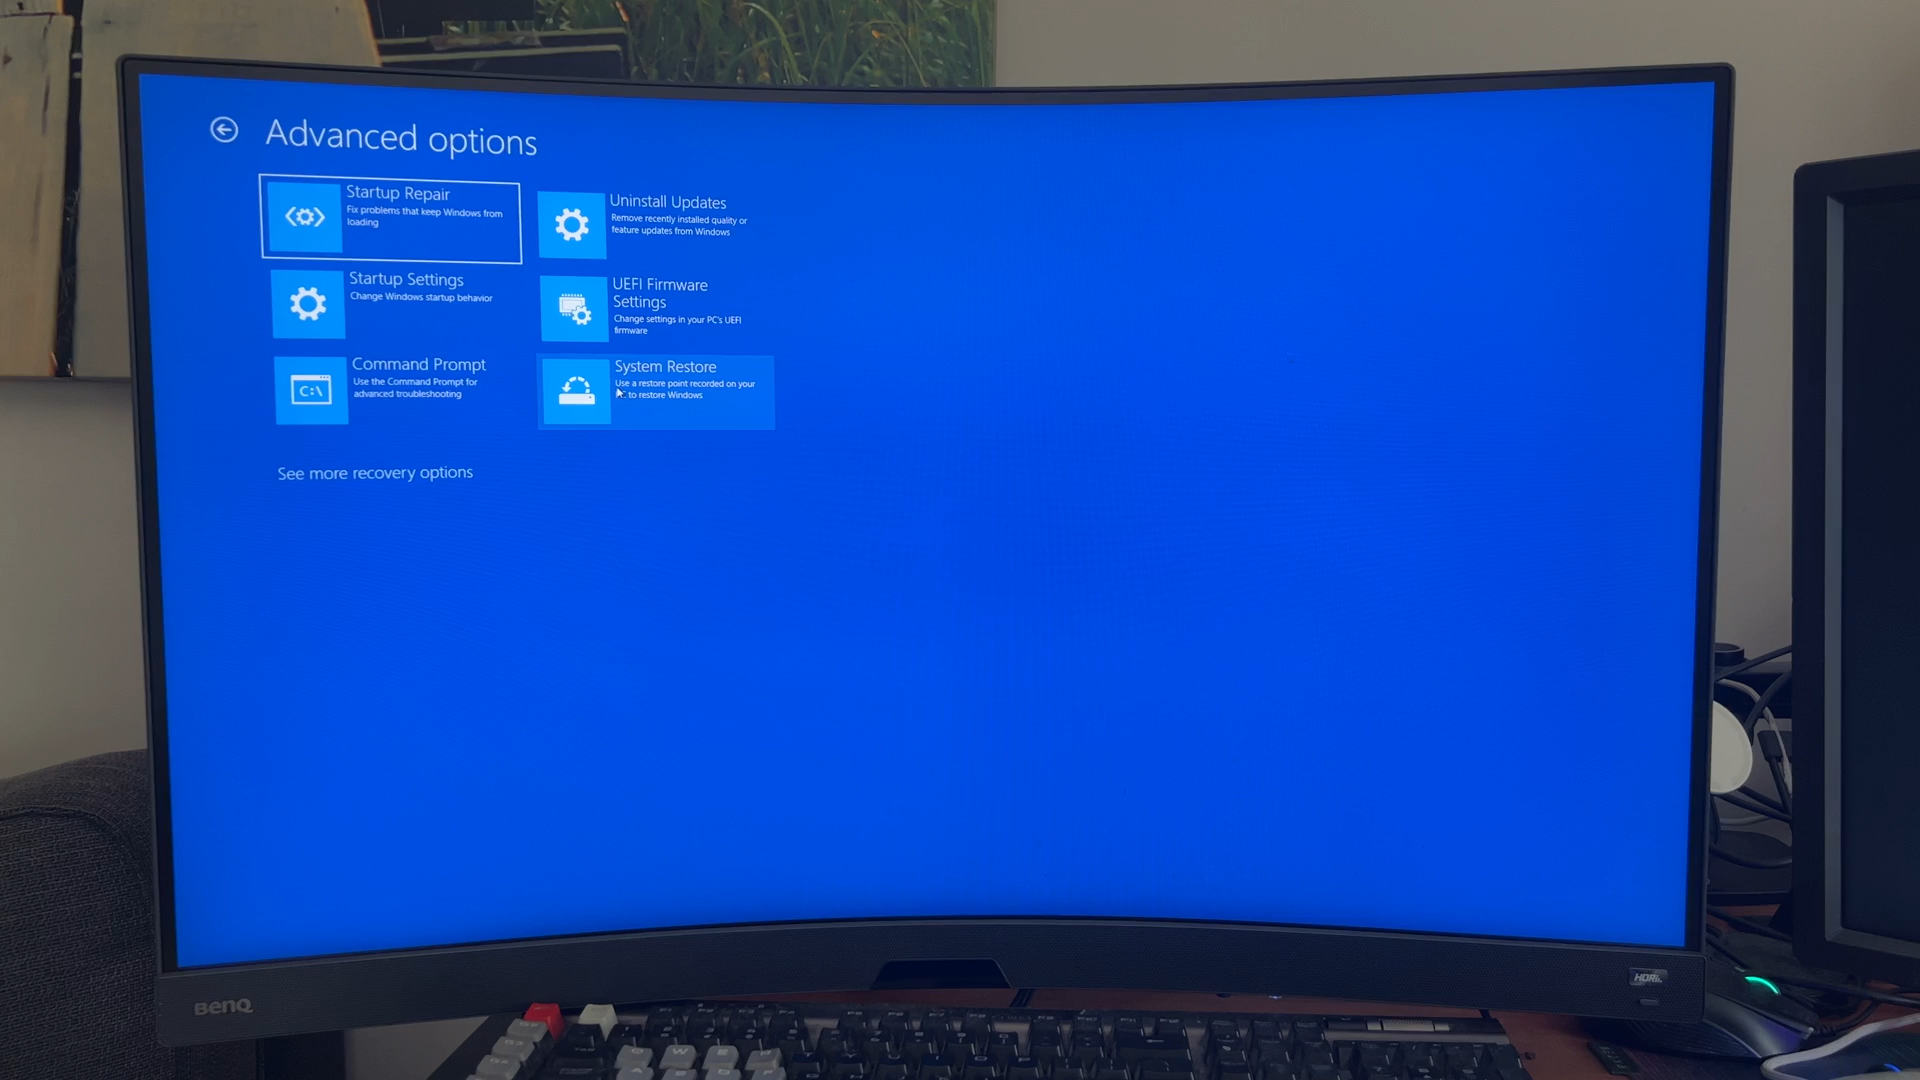 Advanced options
Startup Repair
Fix problems that keep Windows from
loading
Uninstall Updates
Remove recently installed quality or
feature updates from Windows
Startup Settings
Change Windows startup behavior
UEFI Firmware
Settings
Change settings in your PC's UEFI
firmware
Command Prompt
Use the Command Prompt for
advanced troubleshooting
C:\
System Restore
Use a restore point recorded on your
to restore Windows
See more recovery options
BenQ
W
E